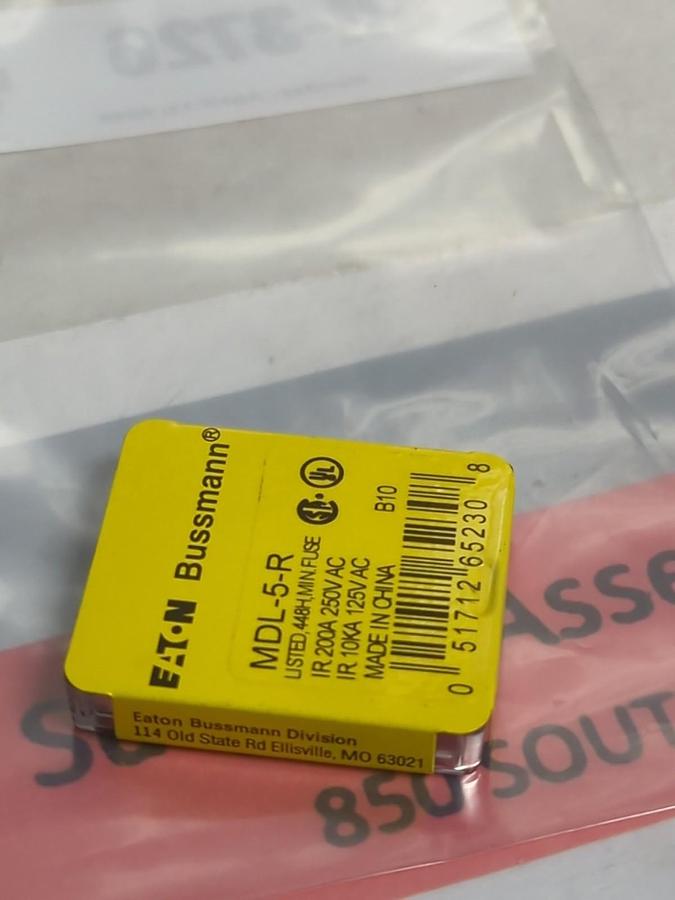 EATON Bussmann®
MDL-5-R
LISTED,448H,MIN.FUSE
IR 200A 250V AC
IR 10KA 125V AC
MADE IN CHINA B10
0 51712 65230 8
Eaton Bussmann Division
114 Old State Rd Ellisville, MO 63021
Asse
850 SOUT